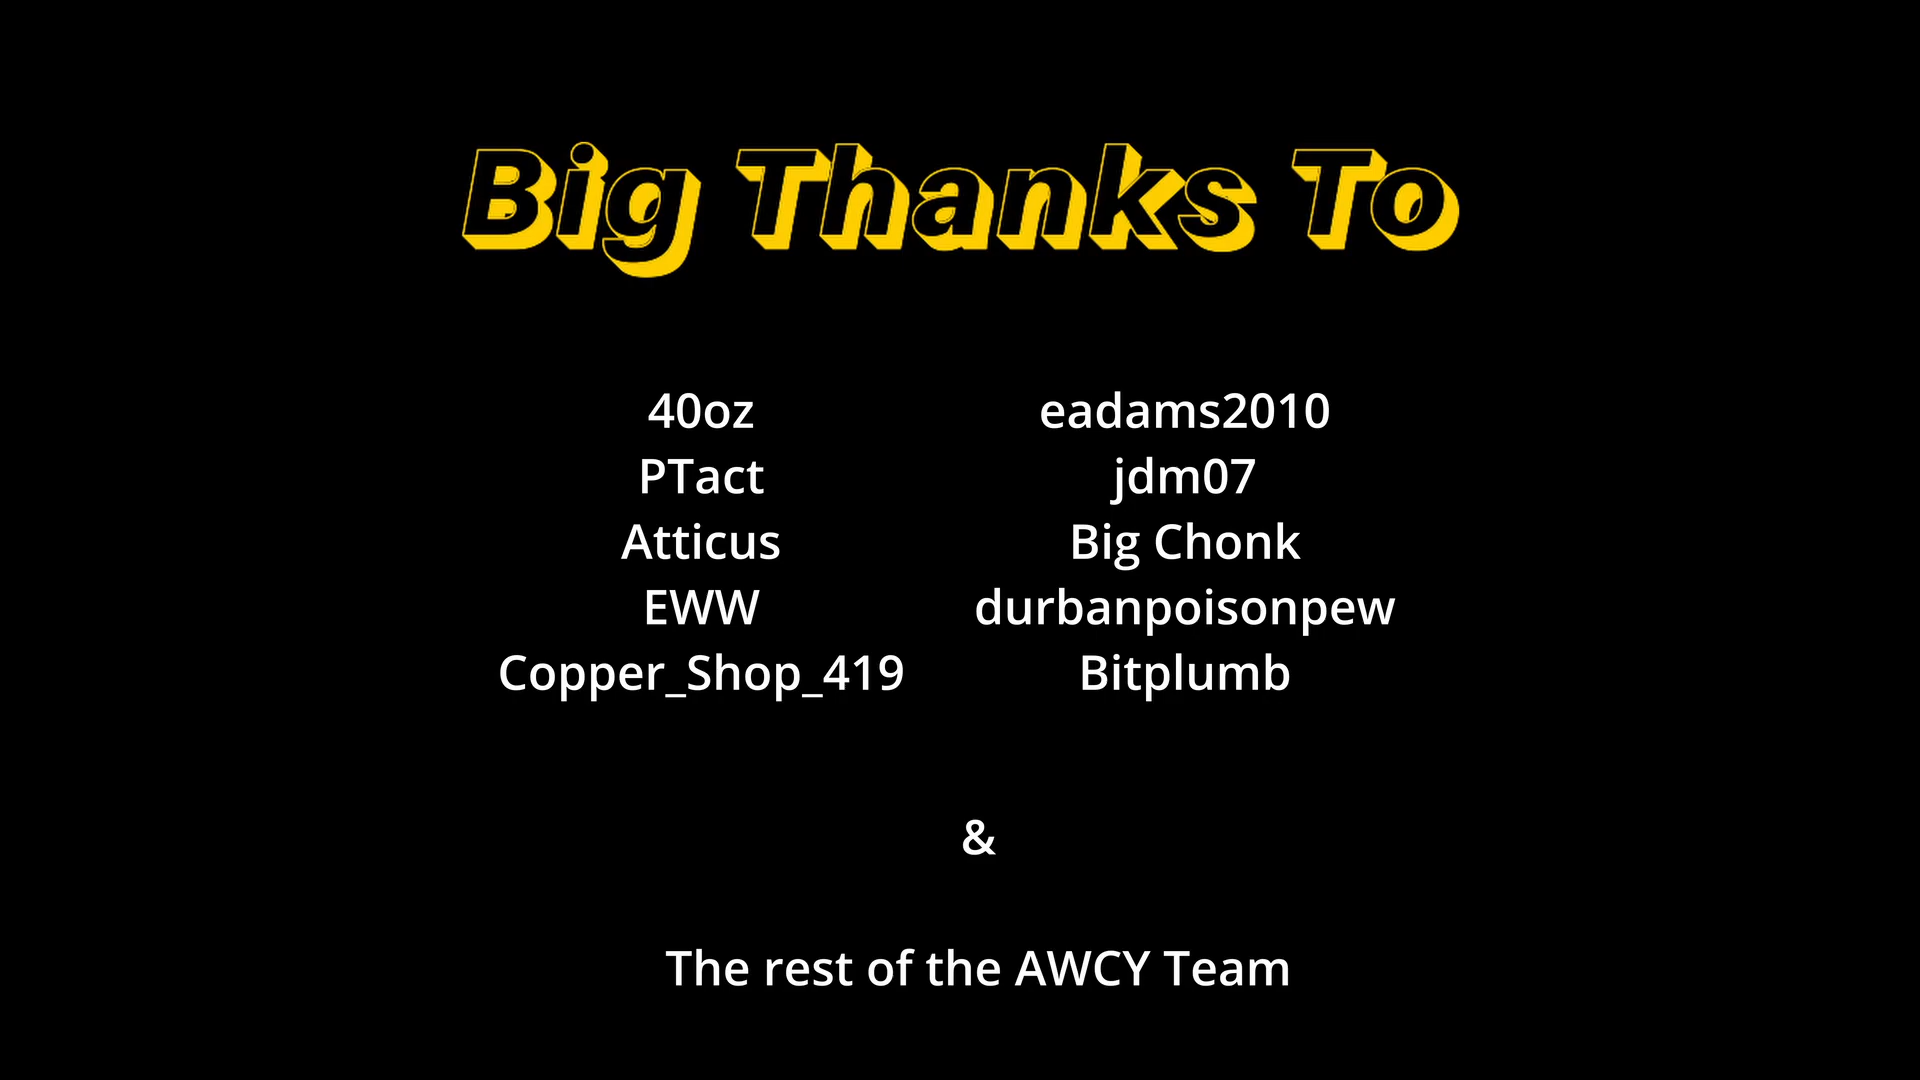 Big Thanks To
40oz
PTact
Atticus
EWW
Copper_Shop_419
eadams2010
jdm07
Big Chonk
durbanpoisonpew
Bitplumb
&
The rest of the AWCY Team